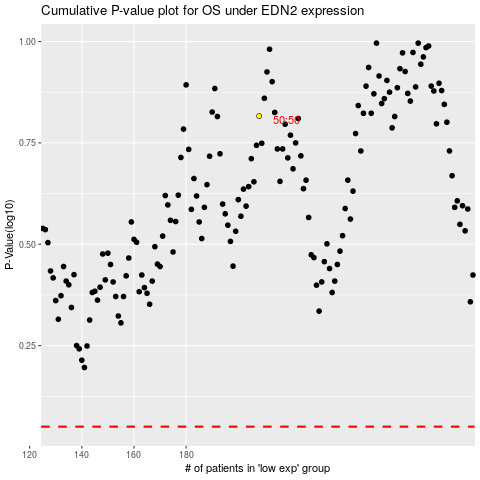 Cumulative P-value plot for OS under EDN2 expression
P-Value(log10)
1.00
0.75
0.50
0.25
50:50
120 140 160 180
# of patients in 'low exp' group